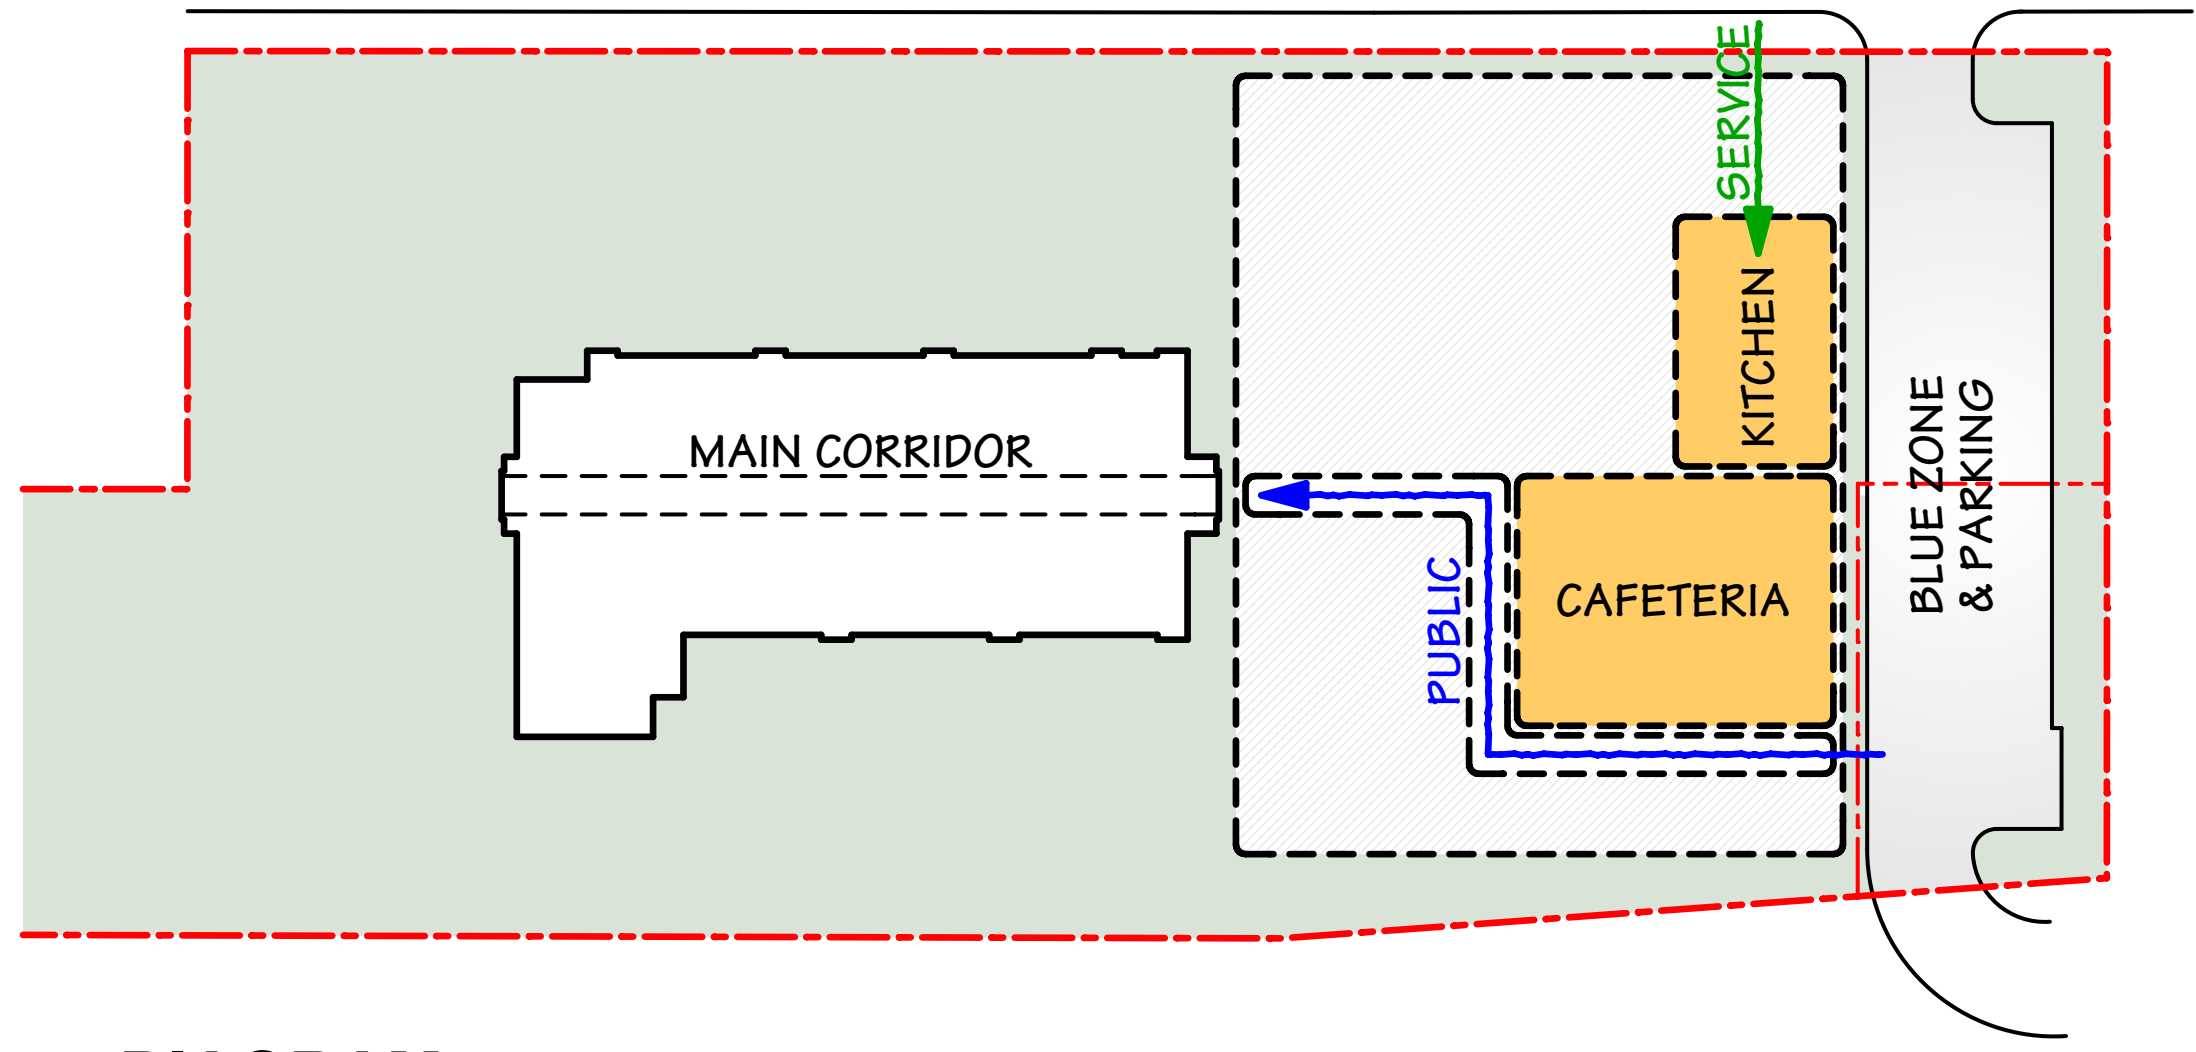 SERVICE
KITCHEN
MAIN CORRIDOR
BLUE ZONE
& PARKING
CAFETERIA
PUBLIC